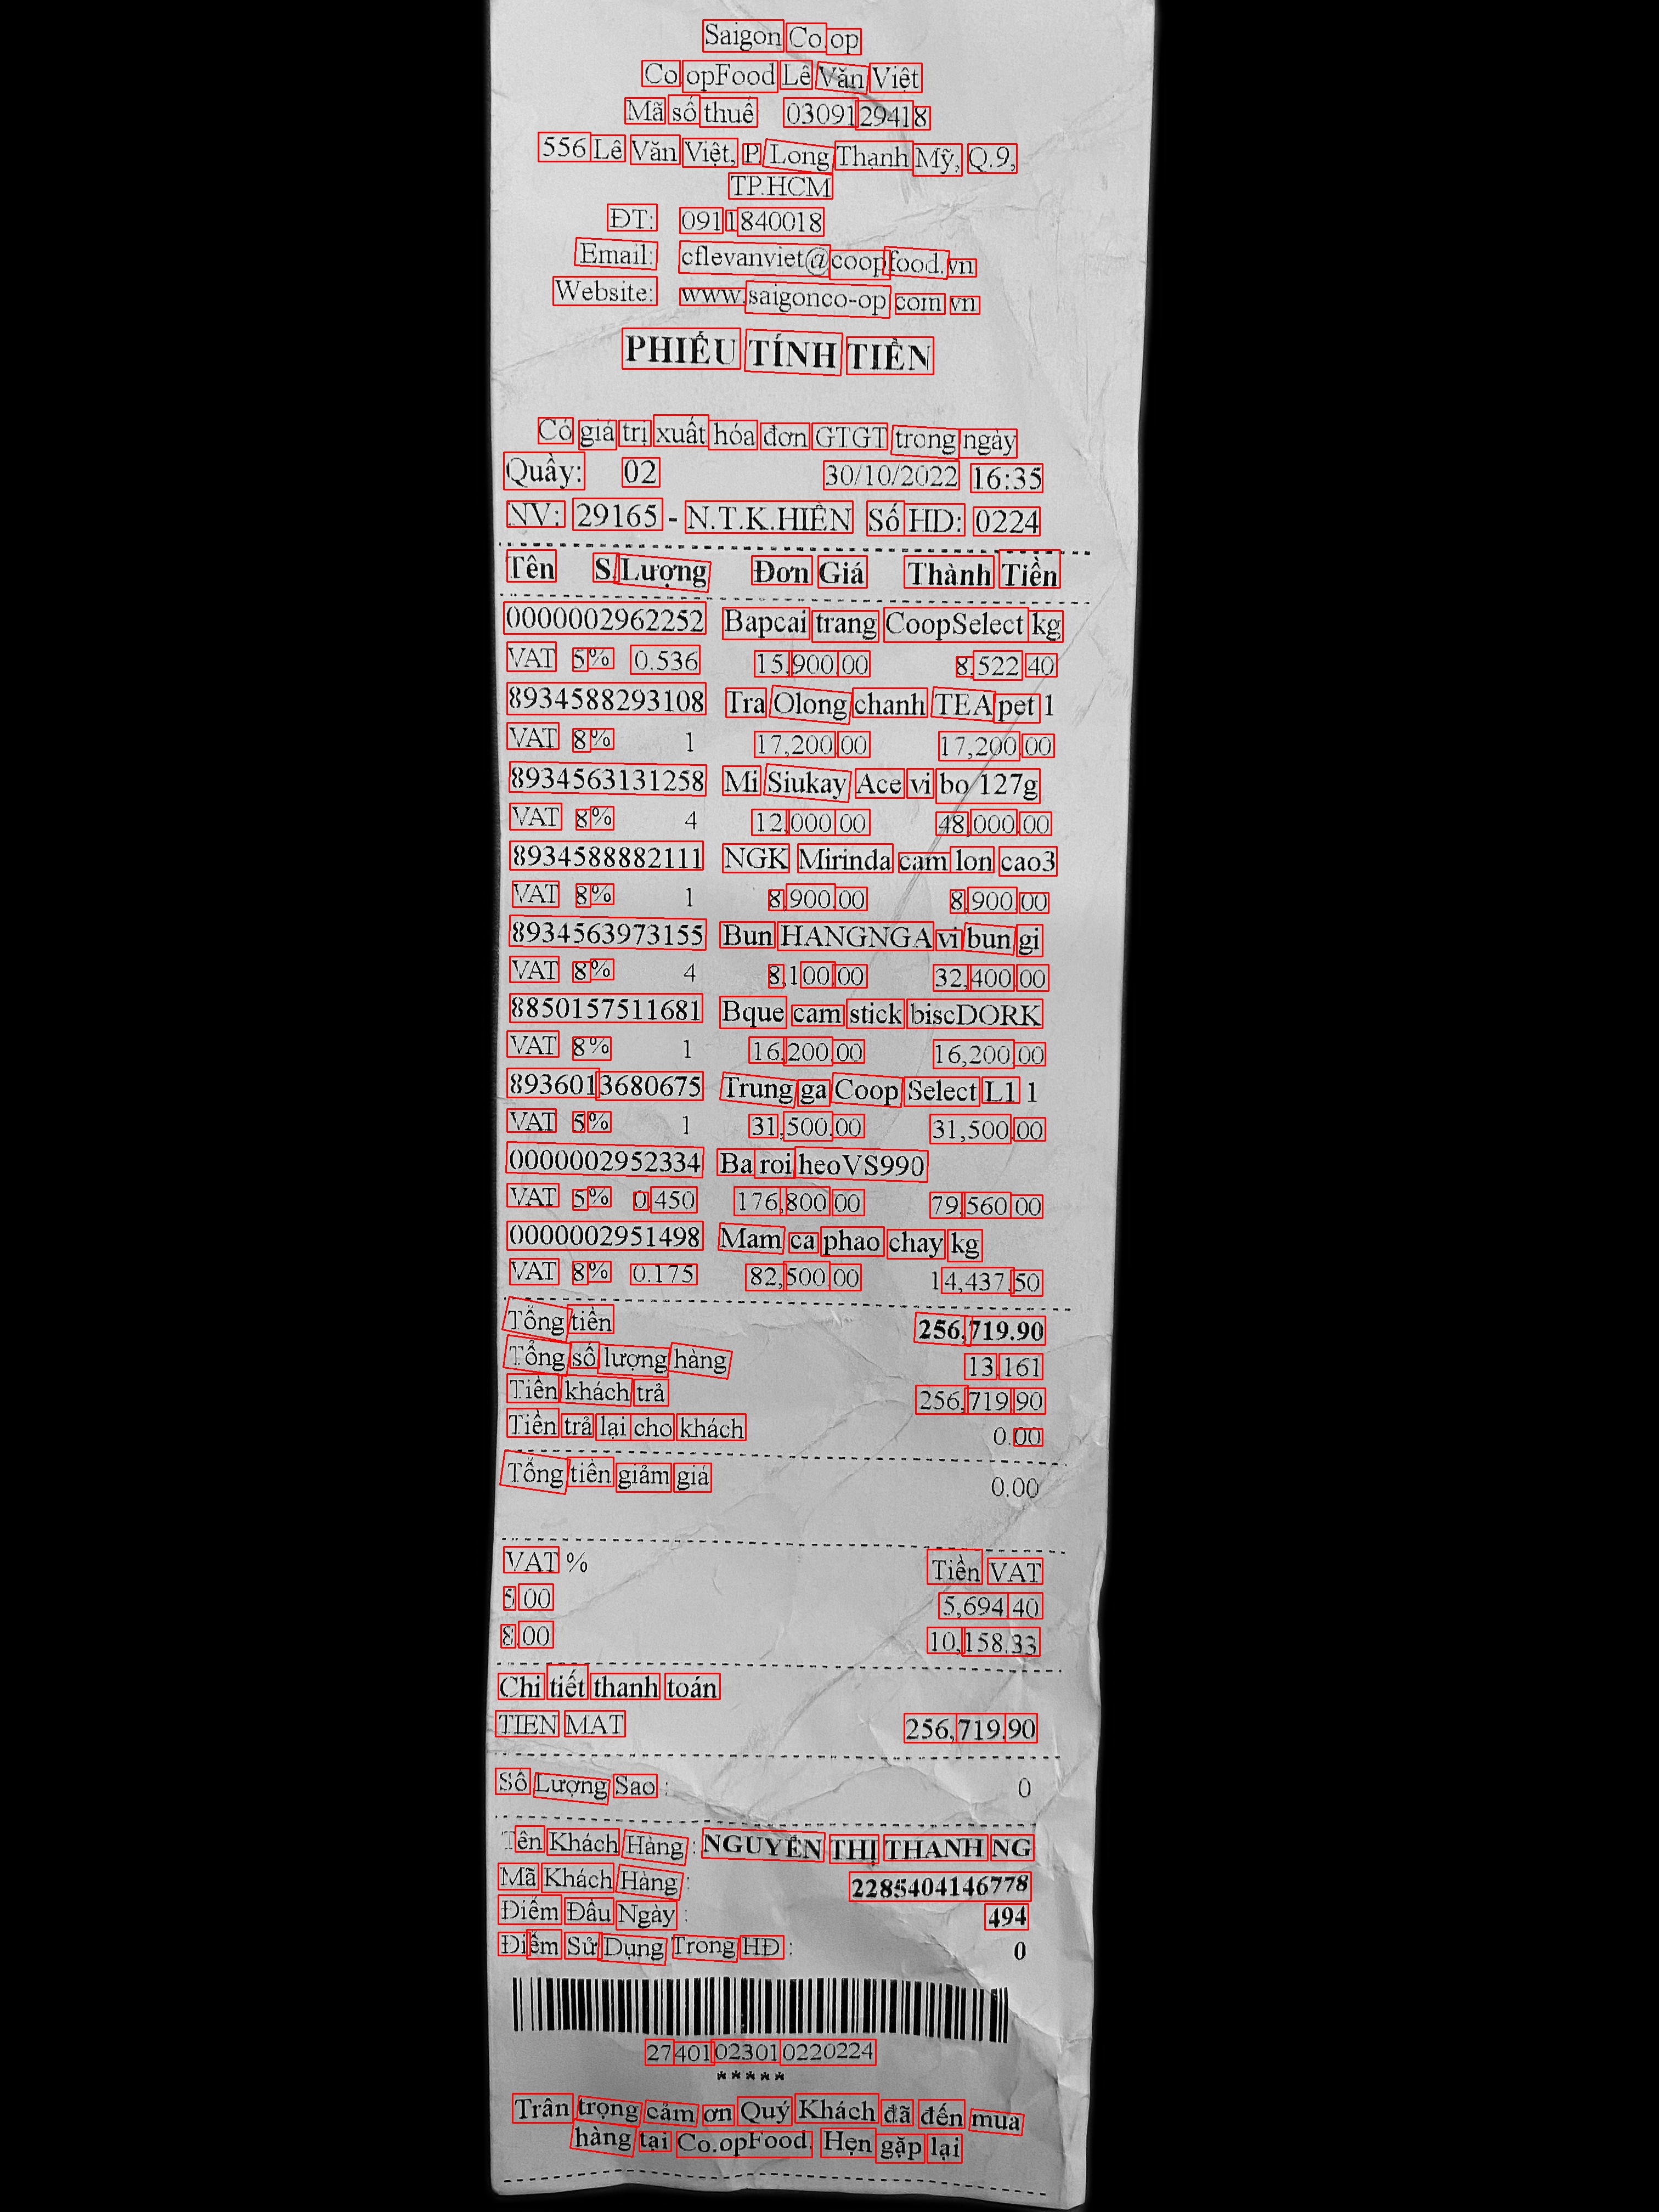 Saigon Co.op
Co.opFood Lê Văn Việt
Mã số thuế 0309129418
556 Lê Văn Việt, P. Long Thạnh Mỹ, Q.9,
TP.HCM
ĐT: 0911840018
Email: cflevanviet@coopfood.vn
Website: www.saigonco-op.com.vn
PHIẾU TÍNH TIỀN
Có giá trị xuất hóa đơn GTGT trong ngày
Quầy: 02 30/10/2022 16:35
NV: 29165 - N.T.K.HIỀN Số HD: 0224
Tên S.Lượng Đơn Giá Thành Tiền
0000002962252 Bapcai trang CoopSelect kg
VAT 5% 0.536 15,900.00 8,522.40
8934588293108 Tra Olong chanh TEA pet 1
VAT 8% 1 17,200.00 17,200.00
8934563131258 Mi Siukay Ace vi bo 127g
VAT 8% 4 12,000.00 48,000.00
8934588882111 NGK Mirinda cam lon cao3
VAT 8% 1 8,900.00 8,900.00
8934563973155 Bun HANGNGA vi bun gi
VAT 8% 4 8,100.00 32,400.00
8850157511681 Bque cam stick biscDORK
VAT 8% 1 16,200.00 16,200.00
8936013680675 Trung ga Coop Select L1 1
VAT 5% 1 31,500.00 31,500.00
0000002952334 Ba roi heoVS990
VAT 5% 0.450 176,800.00 79,560.00
0000002951498 Mam ca phao chay kg
VAT 8% 0.175 82,500.00 14,437.50
Tổng tiền 256,719.90
Tổng số lượng hàng 13.161
Tiền khách trả 256,719.90
Tiền trả lại cho khách 0.00
Tổng tiền giảm giá 0.00
VAT % Tiền VAT
5.00 5,694.40
8.00 10,158.33
Chi tiết thanh toán
TIEN MAT 256,719.90
Số Lượng Sao : 0
Tên Khách Hàng : NGUYỄN THỊ THANH NG
Mã Khách Hàng : 2285404146778
Điểm Đầu Ngày : 494
Điểm Sử Dụng Trong HĐ : 0
27401023010220224
*****
Trân trọng cảm ơn Quý Khách đã đến mua
hàng tại Co.opFood. Hẹn gặp lại